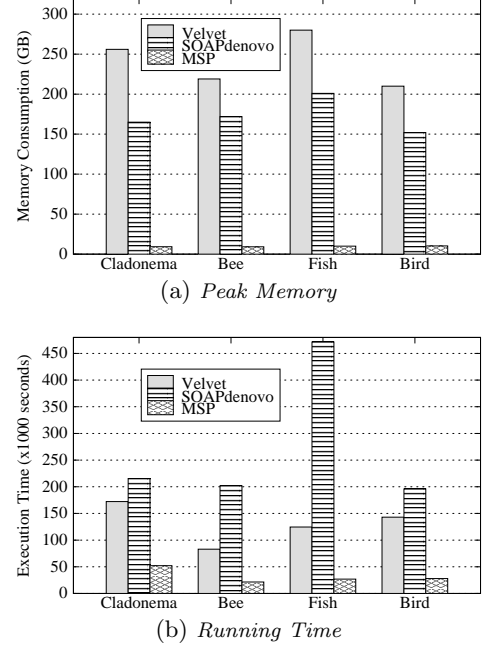 300
250
200
150
100
50
0
Memory Consumption (GB)
Velvet
SOAPdenovo
MSP
Cladonema Bee Fish Bird
(a) Peak Memory
450
400
350
300
250
200
150
100
50
0
Execution Time (x1000 seconds)
Velvet
SOAPdenovo
MSP
Cladonema Bee Fish Bird
(b) Running Time